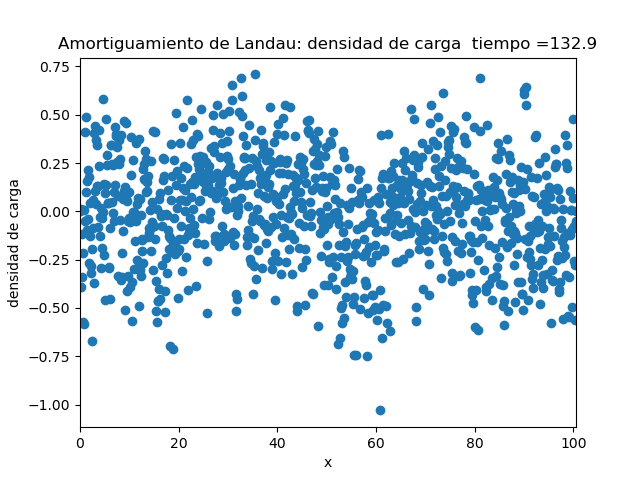 Amortiguamiento de Landau: densidad de carga  tiempo =132.9
0.75
0.50
0.25
0.00
−0.25
−0.50
−0.75
−1.00
densidad de carga
0 20 40 60 80 100
x